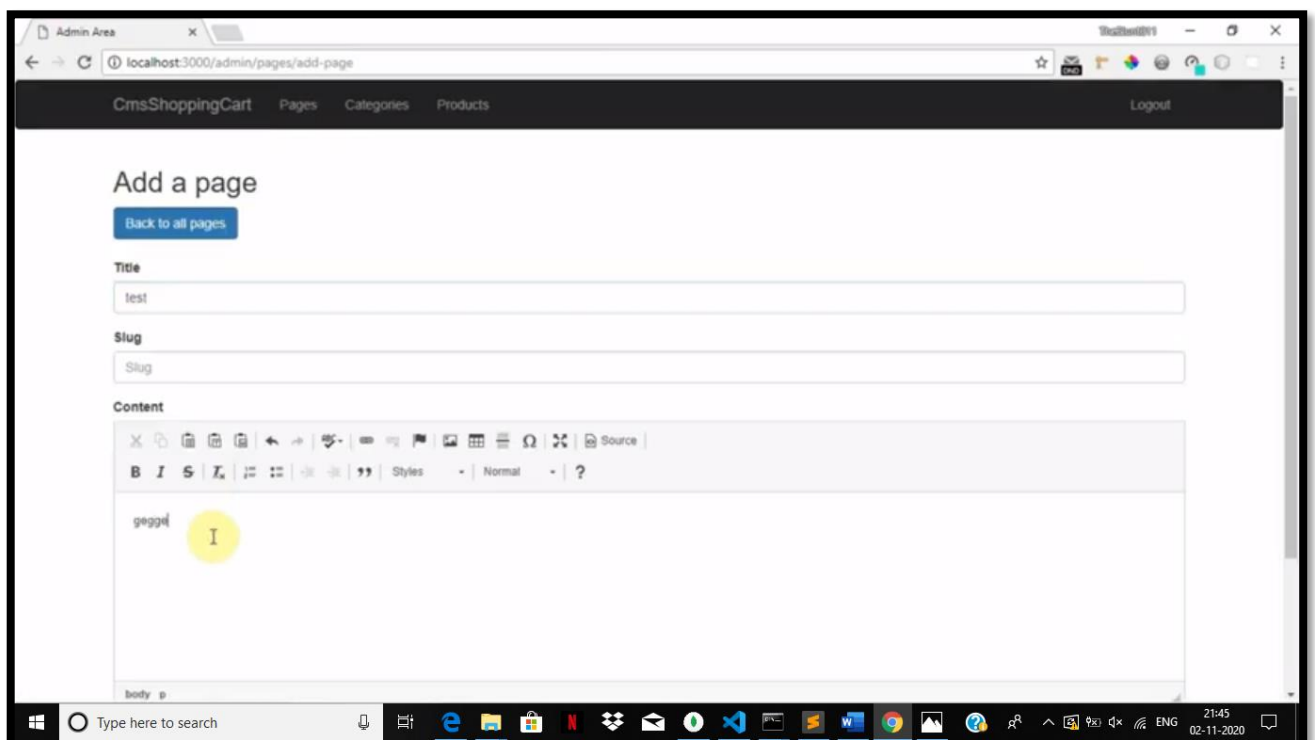 Admin Area
localhost:3000/admin/pages/add-page
DND
CmsShoppingCart Pages Categories Products Logout
Add a page
Back to all pages
Title
test
Slug
Slug
Content
Source
B I S Styles Normal ?
gegge
body p
Type here to search
ENG
21:45
02-11-2020